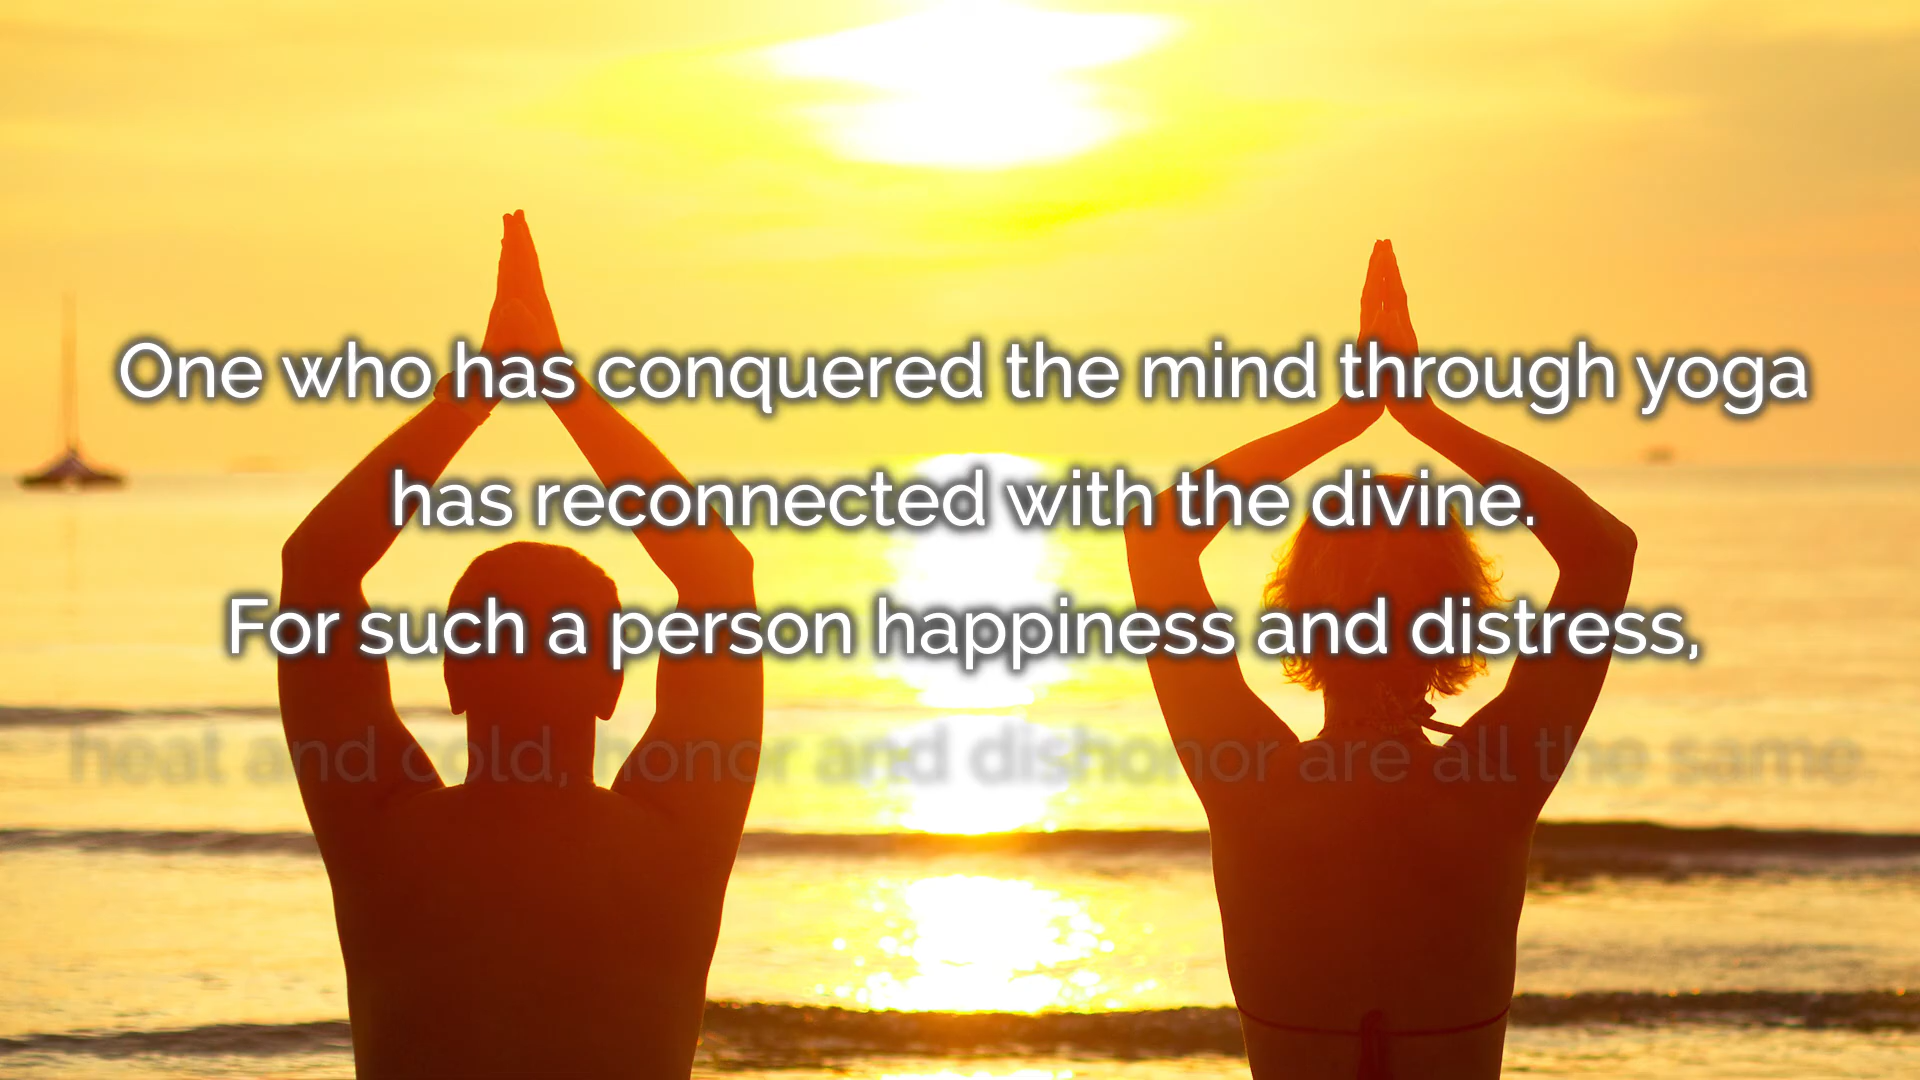 One who has conquered the mind through yoga
has reconnected with the divine.
For such a person happiness and distress,
heat and cold, honor and dishonor are all the same.